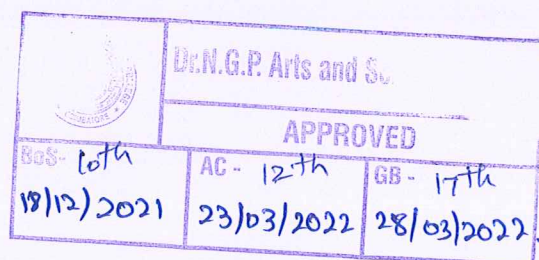 Dr.N.G.P. Arts and
APPROVED
BoS- 10th
18/12/2021
AC - 12th
23/03/2022
GB - 17th
28/03/2022.